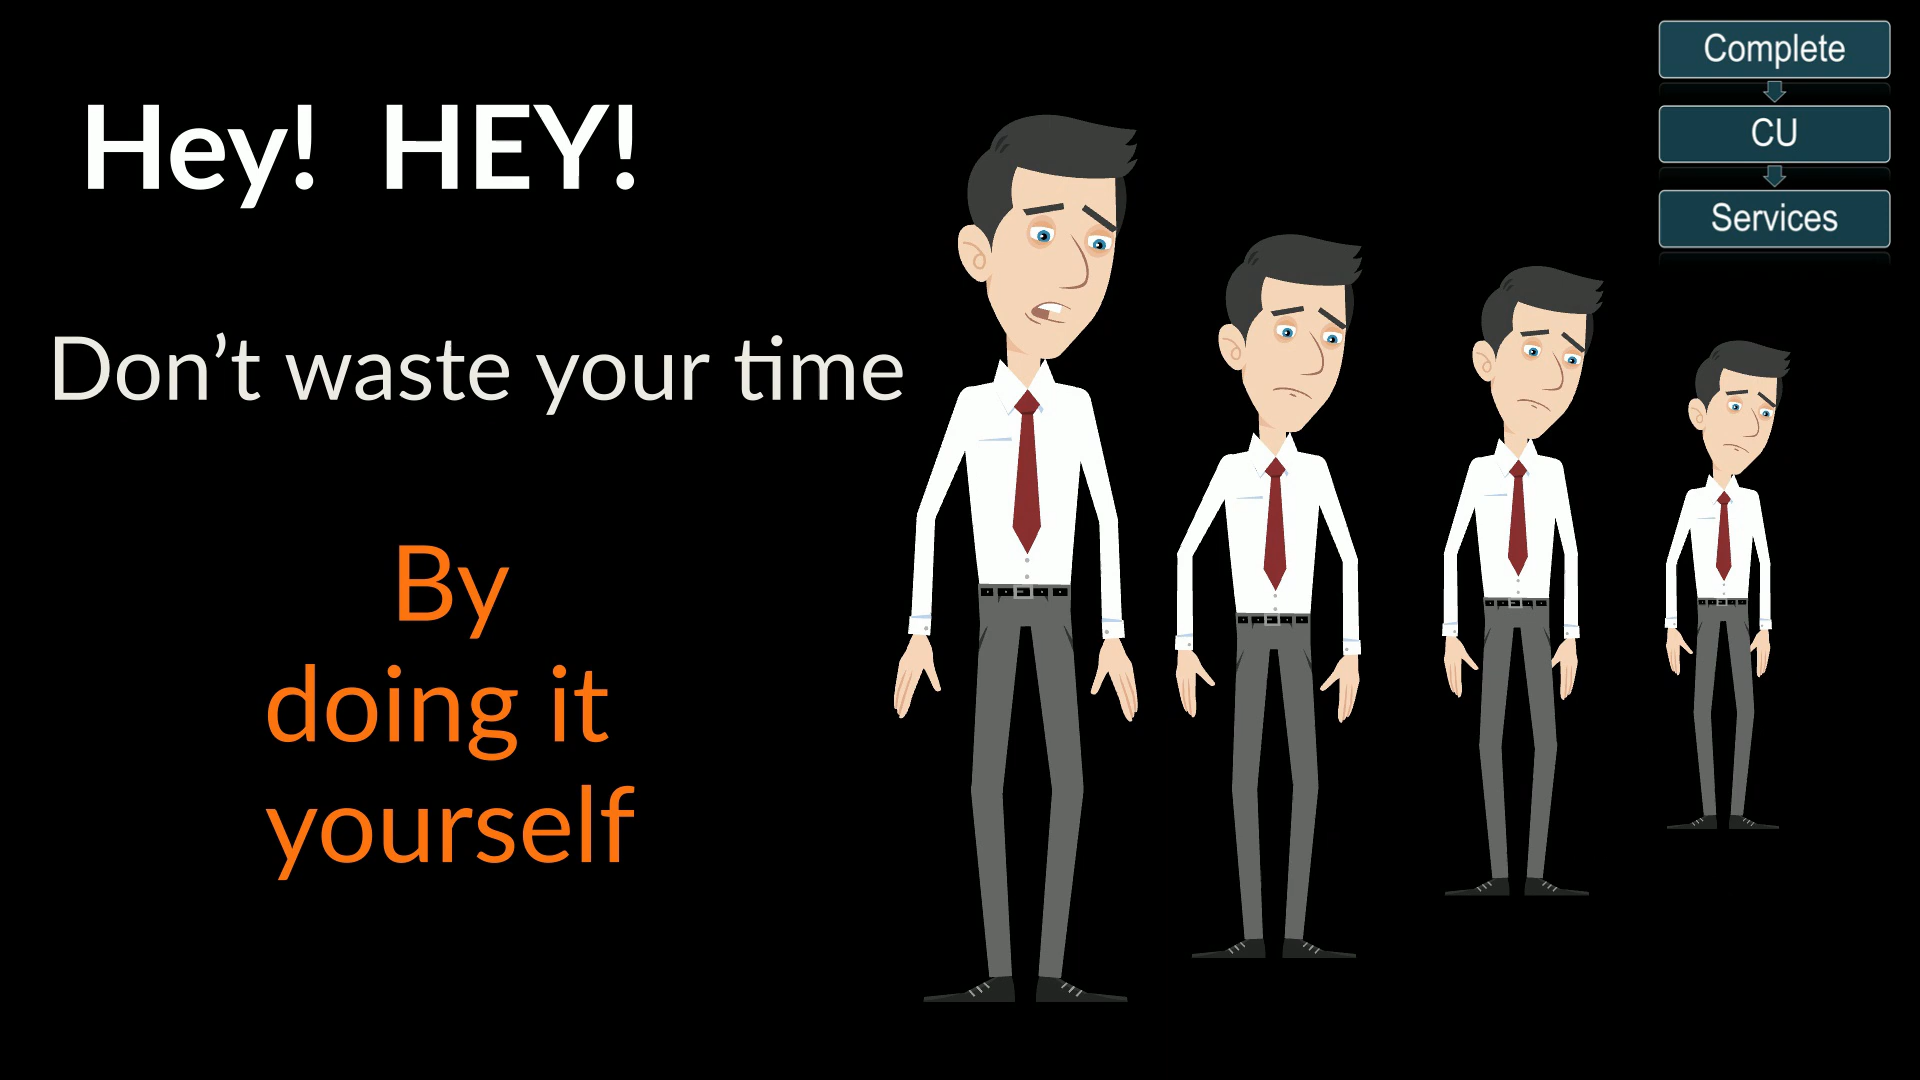 Hey! HEY!
Don’t waste your time
By
doing it
yourself
Complete
CU
Services